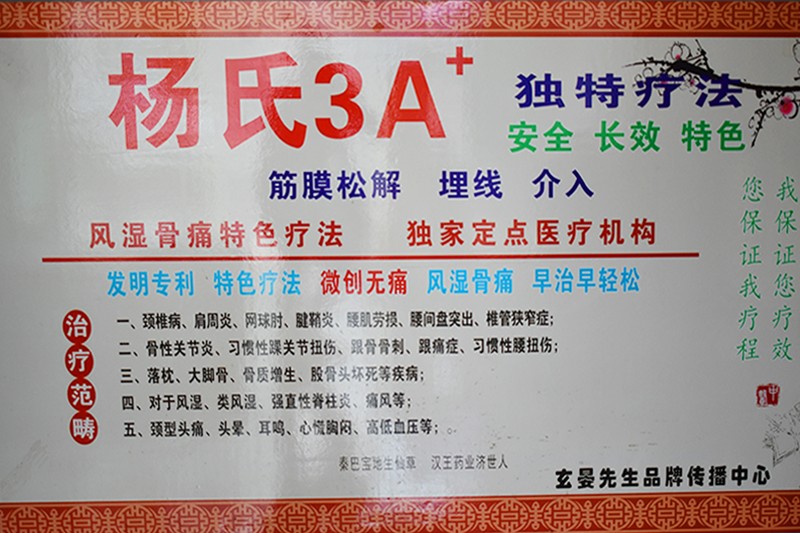 杨氏3A+
独特疗法
安全 长效 特色
筋膜松解 埋线 介入
风湿骨痛特色疗法 独家定点医疗机构
发明专利 特色疗法 微创无痛 风湿骨痛 早治早轻松
治疗范畴
一、颈椎病、肩周炎、网球肘、腱鞘炎、腰肌劳损、腰间盘突出、椎管狭窄症;
二、骨性关节炎、习惯性踝关节扭伤、跟骨骨刺、跟痛症、习惯性腰扭伤;
三、落枕、大脚骨、骨质增生、股骨头坏死等疾病;
四、对于风湿、类风湿、强直性脊柱炎、痛风等;
五、颈型头痛、头晕、耳鸣、心慌胸闷、高低血压等;。
我保证您疗效
您保证我疗程
秦巴宝地生仙草 汉王药业济世人
玄晏先生品牌传播中心